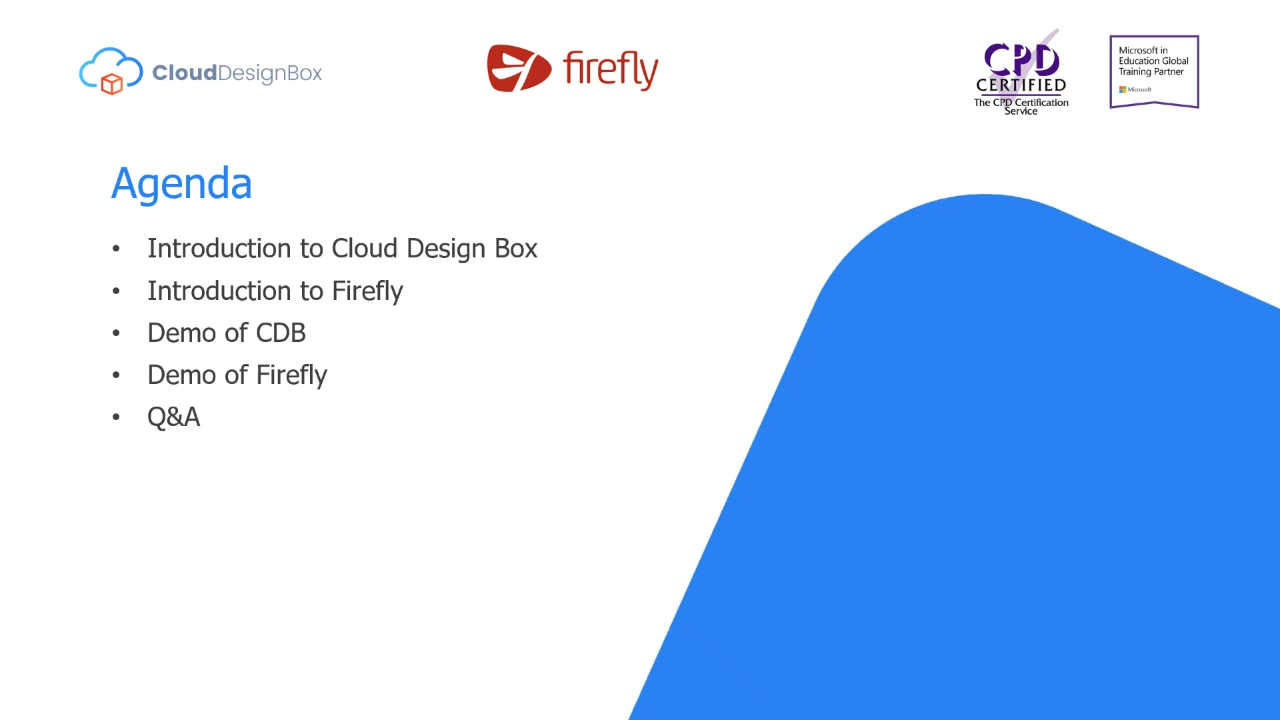 CloudDesignBox
firefly
CPD
CERTIFIED
The CPD Certification
Service
Microsoft in
Education Global
Training Partner
Microsoft
Agenda
• Introduction to Cloud Design Box
• Introduction to Firefly
• Demo of CDB
• Demo of Firefly
• Q&A